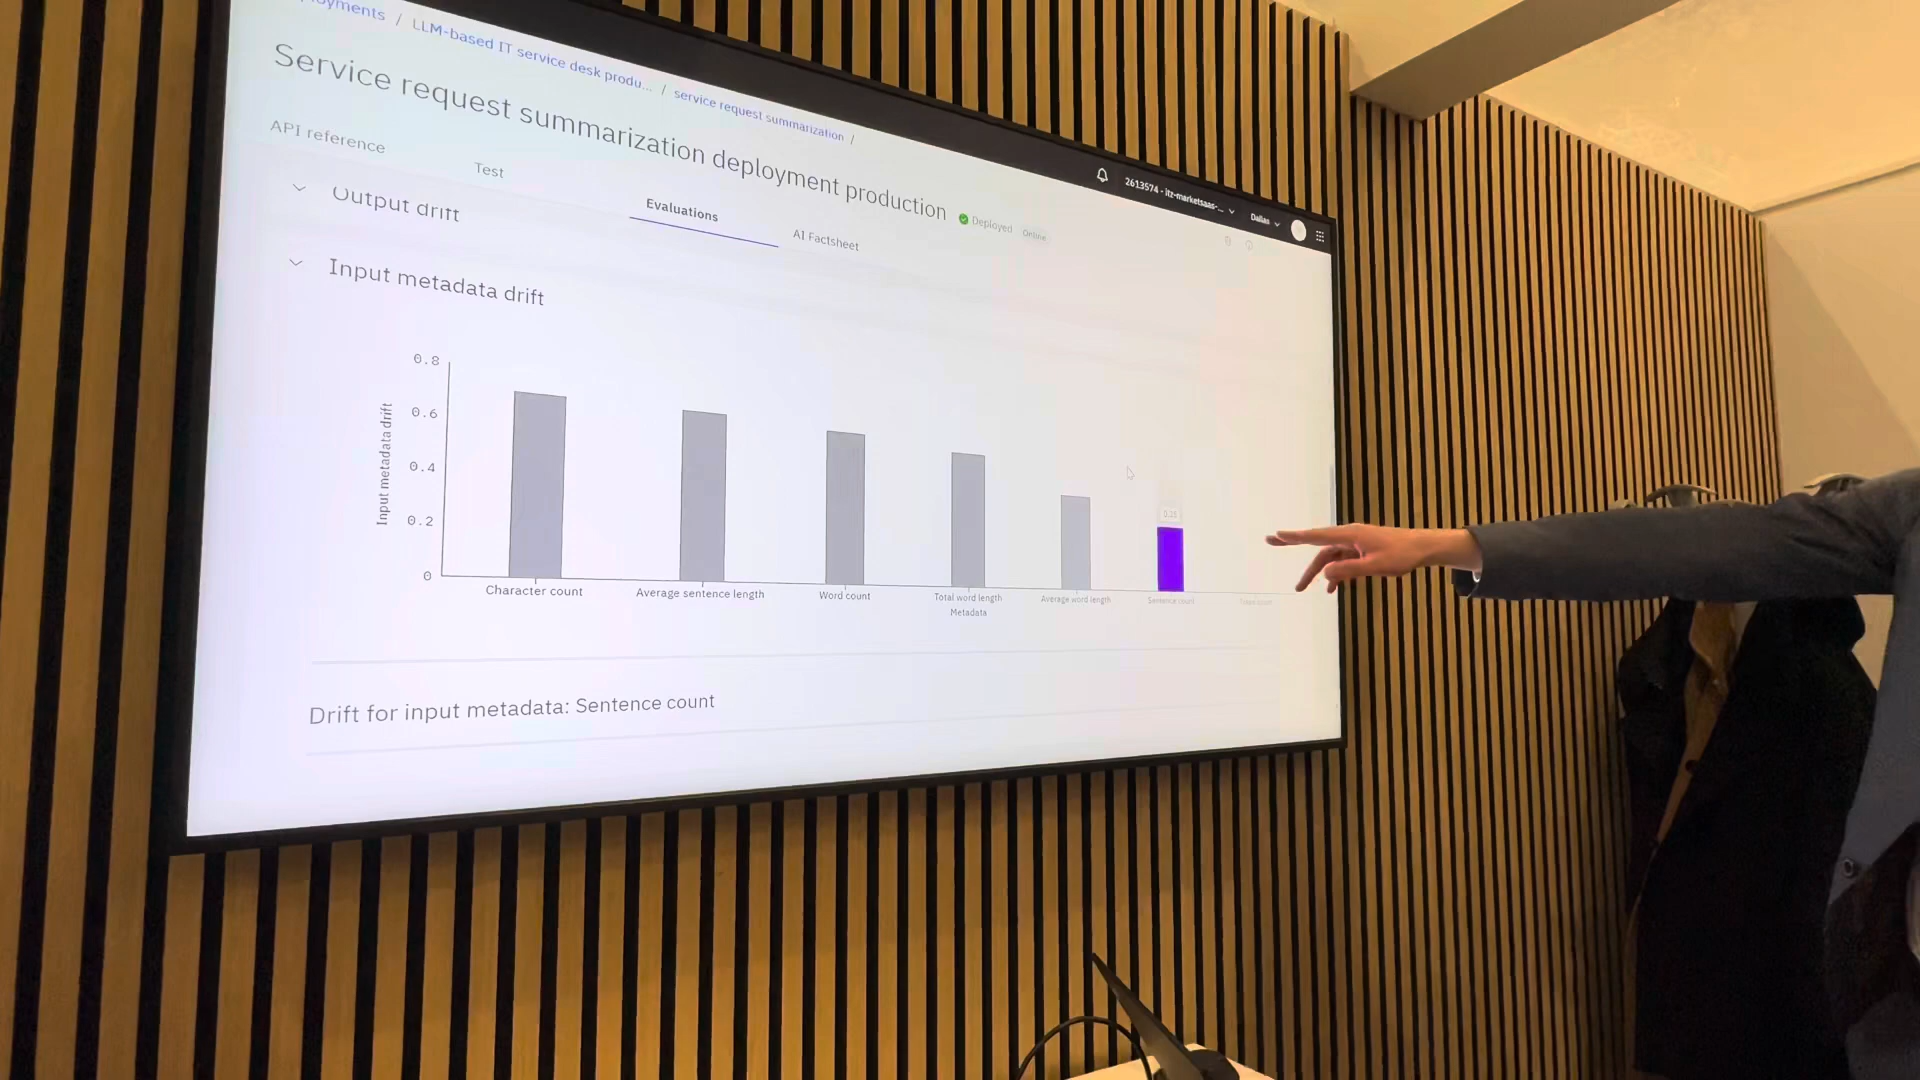 LLM-based IT service desk produ... / service request summarization /
Service request summarization deployment production
Deployed
Online
2613574 - itz-marketsaas-...
Dallas
API reference
Test
Evaluations
AI Factsheet
Output drift
Input metadata drift
Input metadata drift
0.8
0.6
0.4
0.2
0
Character count
Average sentence length
Word count
Total word length
Average word length
Sentence count
Metadata
Drift for input metadata: Sentence count